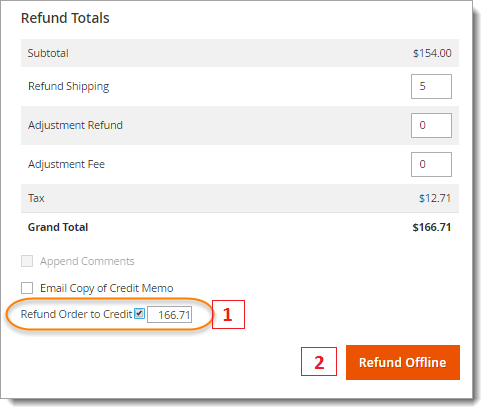 Refund Totals
Subtotal $154.00
Refund Shipping 5
Adjustment Refund 0
Adjustment Fee 0
Tax $12.71
Grand Total $166.71
Append Comments
Email Copy of Credit Memo
Refund Order to Credit 166.71 1
2 Refund Offline